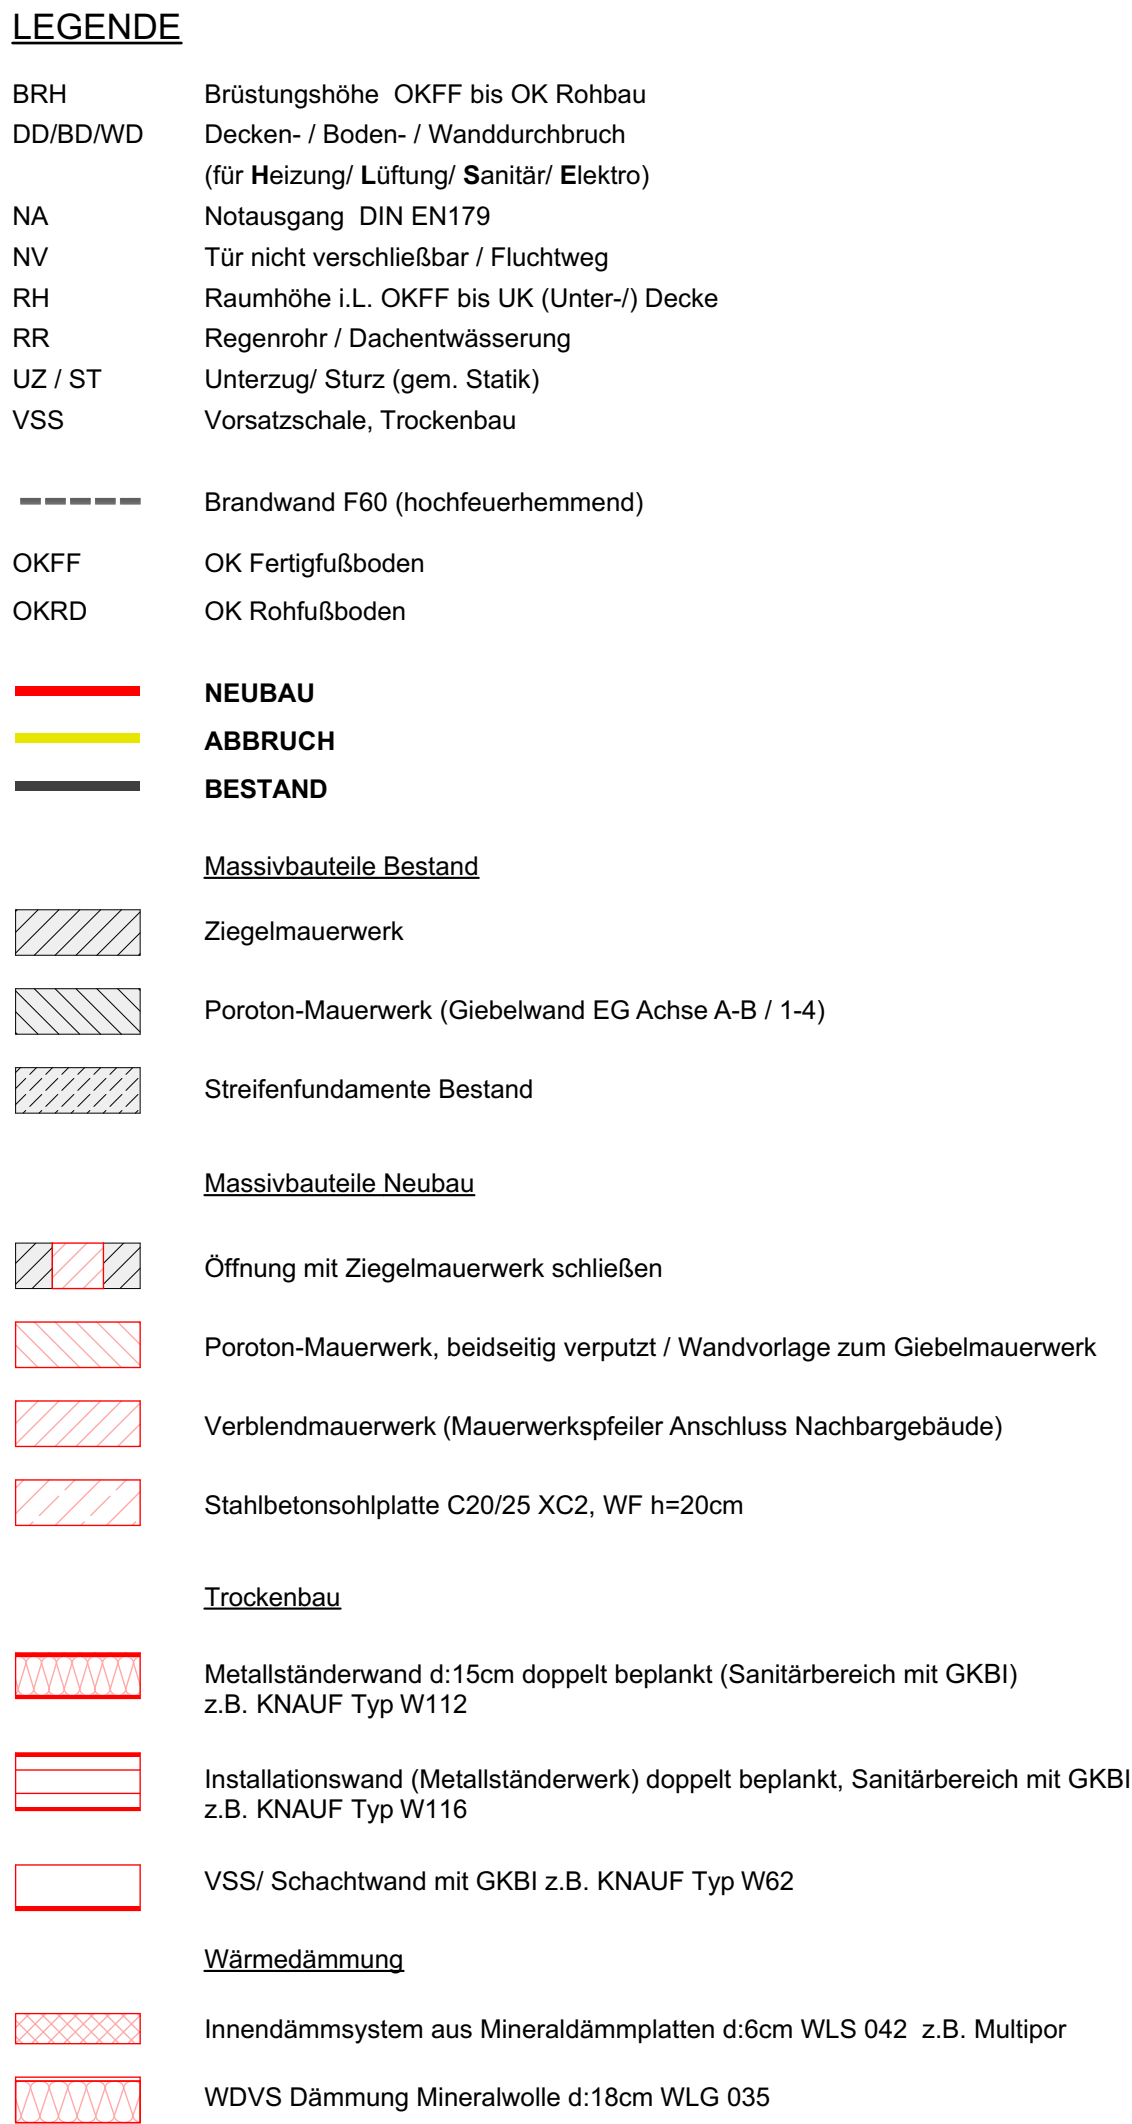 LEGENDE
BRH Brüstungshöhe OKFF bis OK Rohbau
DD/BD/WD Decken- / Boden- / Wanddurchbruch
(für Heizung/ Lüftung/ Sanitär/ Elektro)
NA Notausgang DIN EN179
NV Tür nicht verschließbar / Fluchtweg
RH Raumhöhe i.L. OKFF bis UK (Unter-/) Decke
RR Regenrohr / Dachentwässerung
UZ / ST Unterzug/ Sturz (gem. Statik)
VSS Vorsatzschale, Trockenbau
Brandwand F60 (hochfeuerhemmend)
OKFF OK Fertigfußboden
OKRD OK Rohfußboden
NEUBAU
ABBRUCH
BESTAND
Massivbauteile Bestand
Ziegelmauerwerk
Poroton-Mauerwerk (Giebelwand EG Achse A-B / 1-4)
Streifenfundamente Bestand
Massivbauteile Neubau
Öffnung mit Ziegelmauerwerk schließen
Poroton-Mauerwerk, beidseitig verputzt / Wandvorlage zum Giebelmauerwerk
Verblendmauerwerk (Mauerwerkspfeiler Anschluss Nachbargebäude)
Stahlbetonsohlplatte C20/25 XC2, WF h=20cm
Trockenbau
Metallständerwand d:15cm doppelt beplankt (Sanitärbereich mit GKBI)
z.B. KNAUF Typ W112
Installationswand (Metallständerwerk) doppelt beplankt, Sanitärbereich mit GKBI
z.B. KNAUF Typ W116
VSS/ Schachtwand mit GKBI z.B. KNAUF Typ W62
Wärmedämmung
Innendämmsystem aus Mineraldämmplatten d:6cm WLS 042 z.B. Multipor
WDVS Dämmung Mineralwolle d:18cm WLG 035